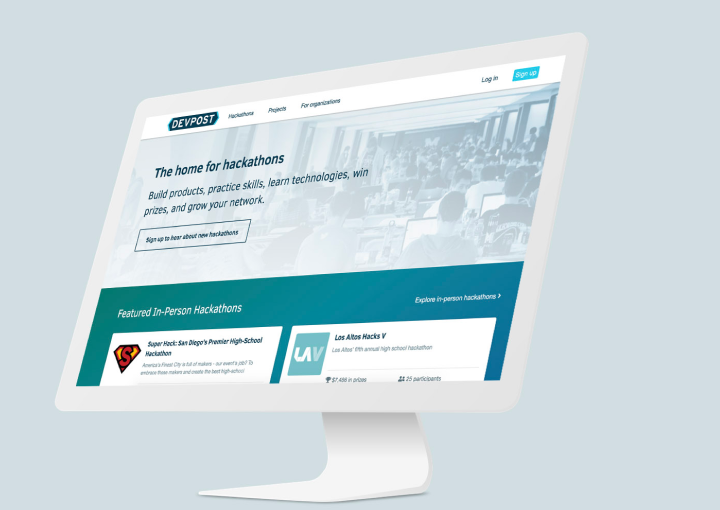 DEVPOST Hackathons Projects For organizations Log in Sign up
The home for hackathons
Build products, practice skills, learn technologies, win
prizes, and grow your network.
Sign up to hear about new hackathons
Featured In-Person Hackathons
Explore in-person hackathons >
S
Super Hack: San Diego's Premier High-School
Hackathon
America's Finest City is full of makers - our event's job? To
embrace those makers and create the best high-school
LAV
Los Altos Hacks V
Los Altos' fifth annual high school hackathon
$7,486 in prizes 25 participants